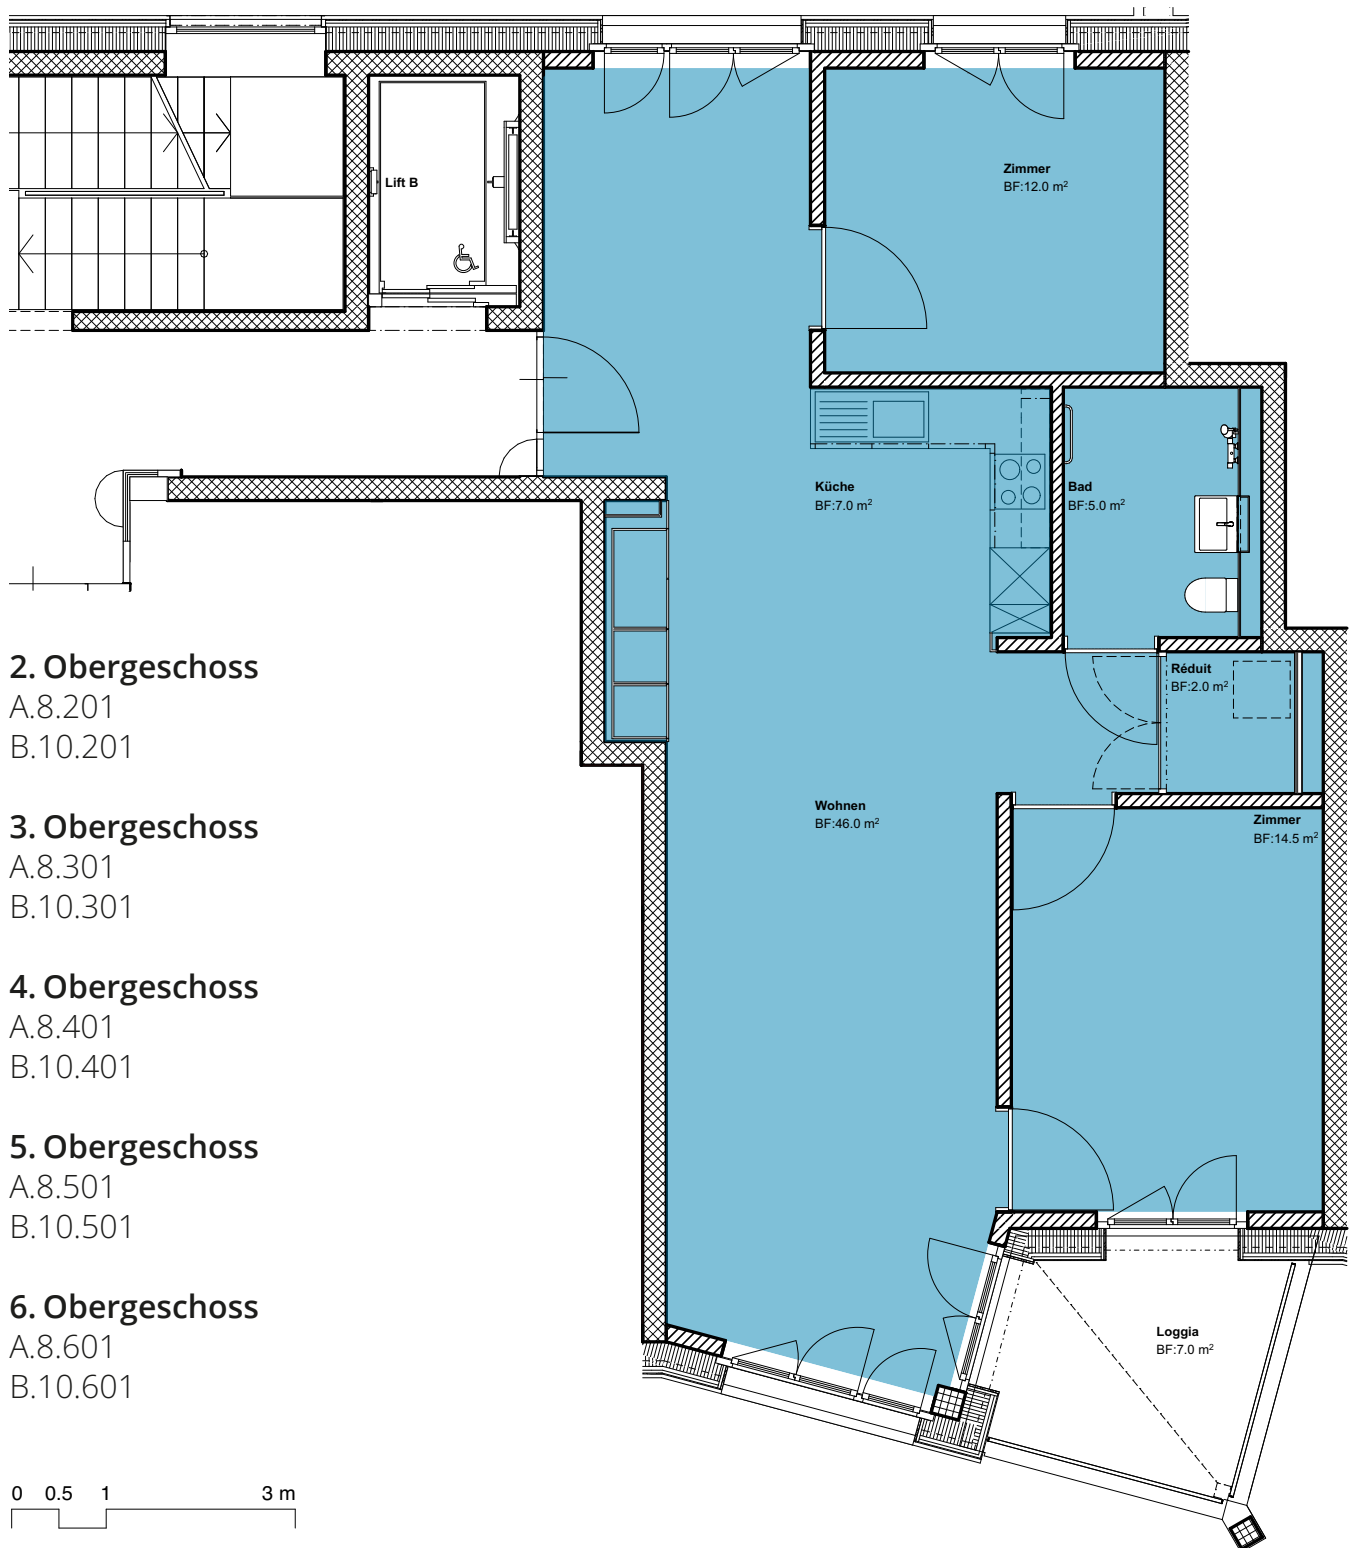 Lift B
Zimmer
BF:12.0 m²
Küche
BF:7.0 m²
Bad
BF:5.0 m²
Réduit
BF:2.0 m²
Wohnen
BF:46.0 m²
Zimmer
BF:14.5 m²
Loggia
BF:7.0 m²
2. Obergeschoss
A.8.201
B.10.201
3. Obergeschoss
A.8.301
B.10.301
4. Obergeschoss
A.8.401
B.10.401
5. Obergeschoss
A.8.501
B.10.501
6. Obergeschoss
A.8.601
B.10.601
0 0.5 1 3 m